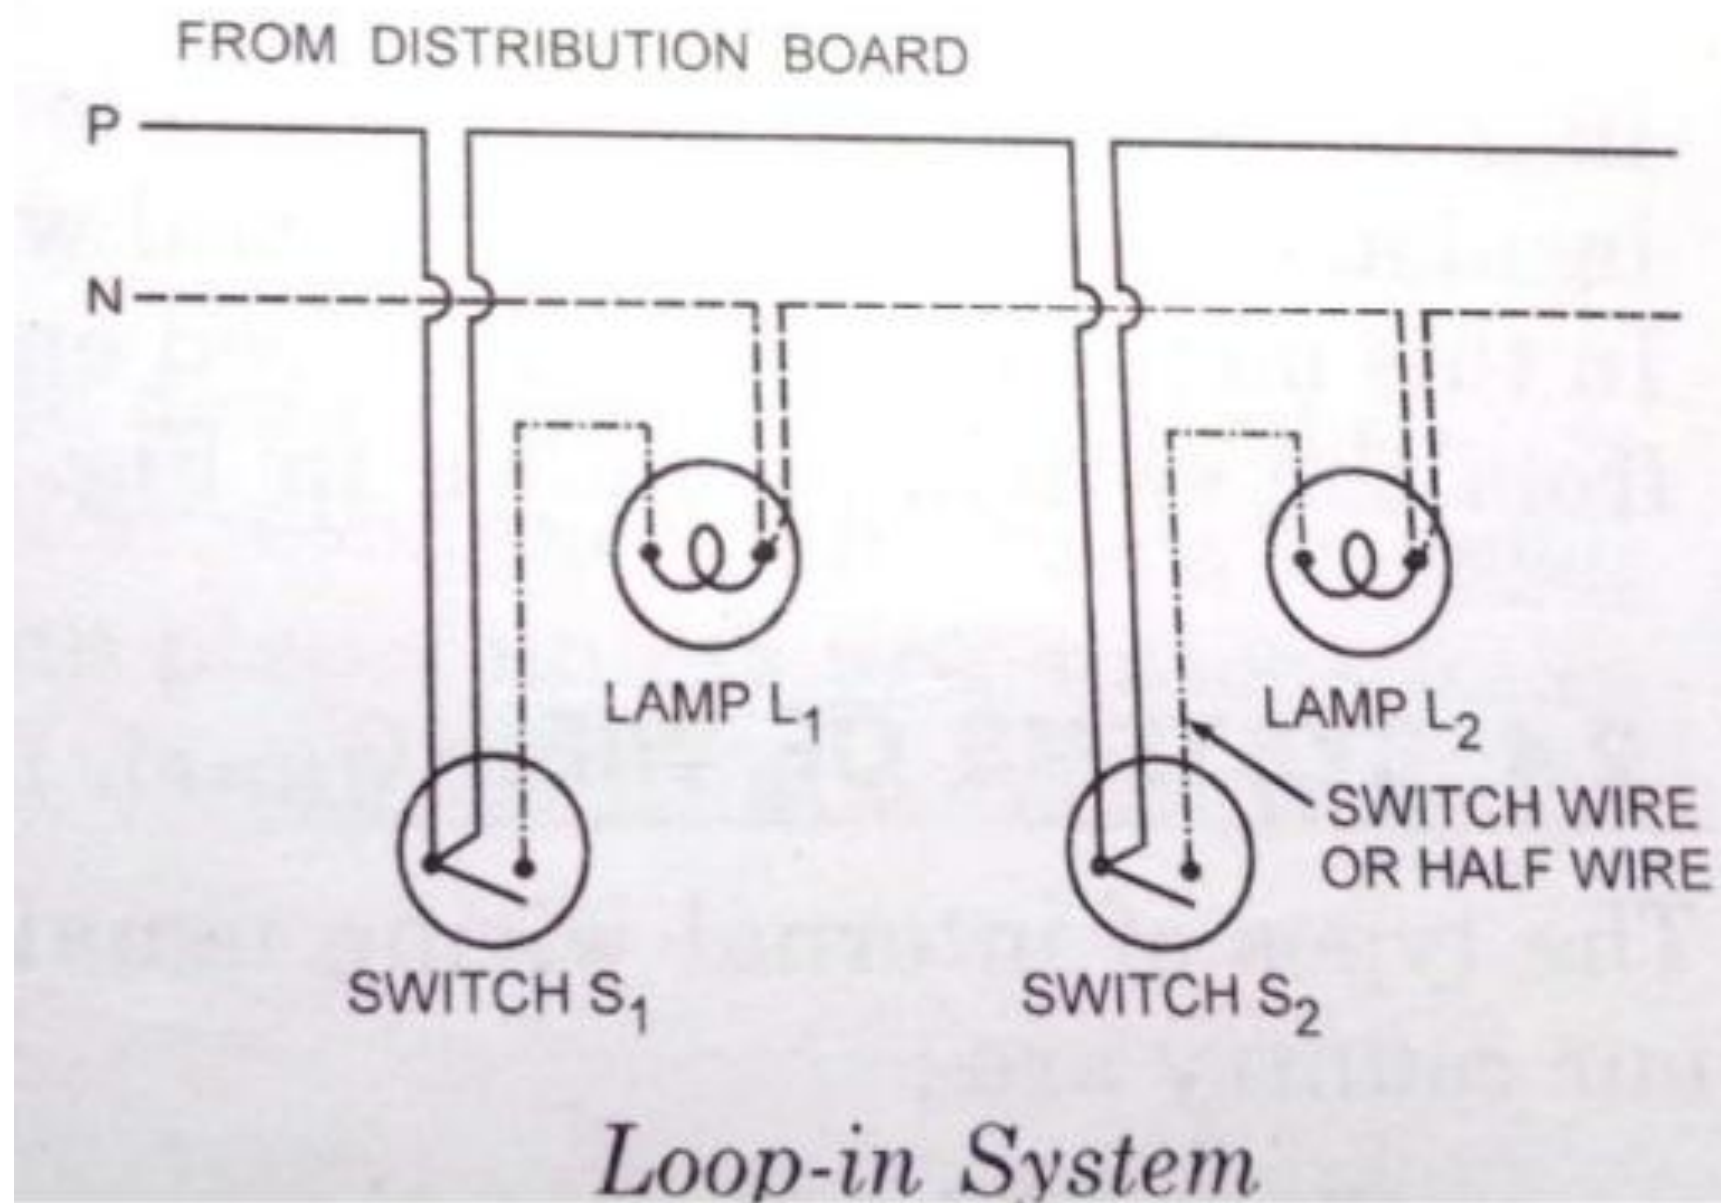 FROM DISTRIBUTION BOARD
P
N
LAMP L₁
LAMP L₂
SWITCH WIRE
OR HALF WIRE
SWITCH S₁
SWITCH S₂
Loop-in System